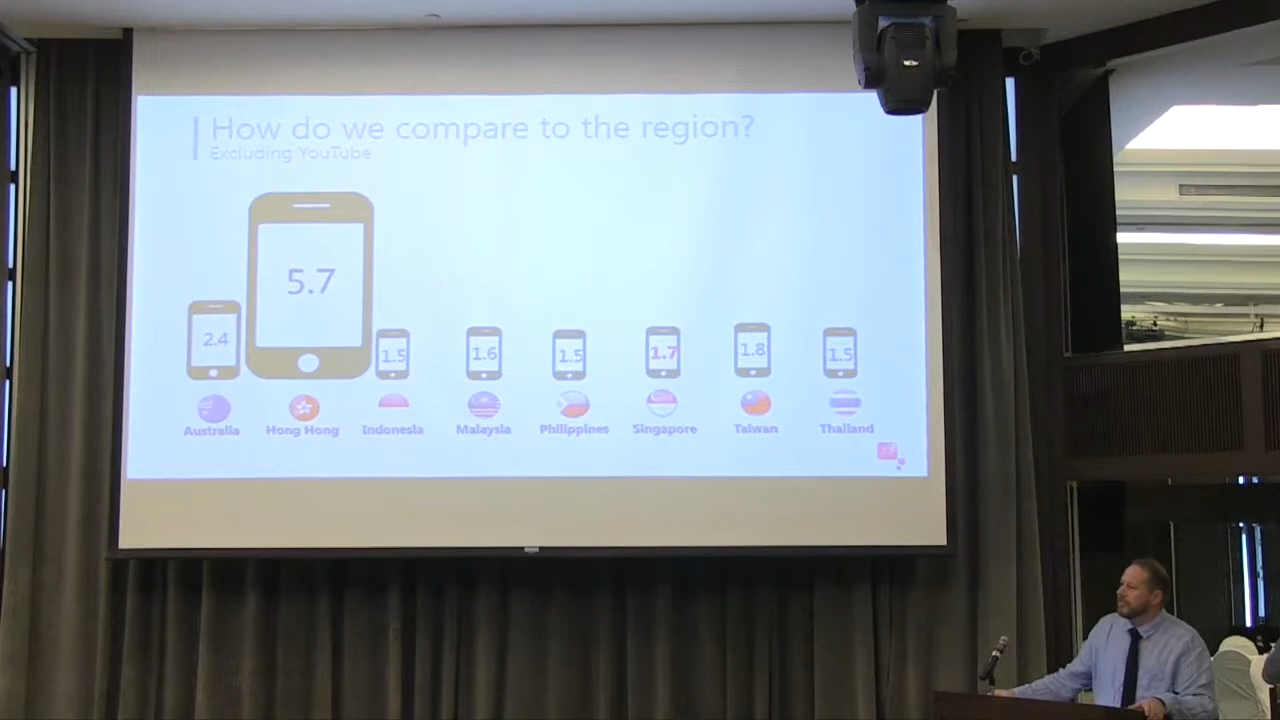 How do we compare to the region?
Excluding YouTube
2.4
5.7
1.5
1.6
1.5
1.7
1.8
1.5
Australia
Hong Hong
Indonesia
Malaysia
Philippines
Singapore
Taiwan
Thailand